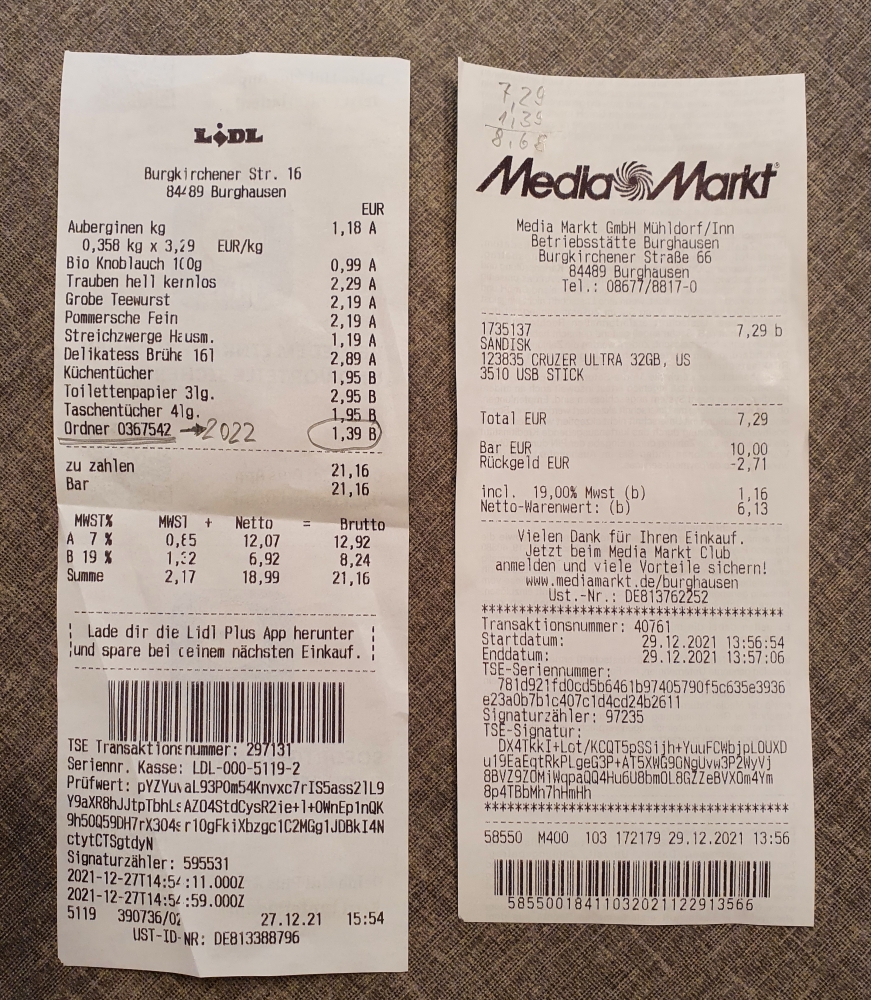 LIDL
Burgkirchener Str. 16
84489 Burghausen
EUR
Auberginen kg 1,18 A
0,358 kg x 3,29 EUR/kg
Bio Knoblauch 100g 0,99 A
Trauben hell kernlos 2,29 A
Grobe Teewurst 2,19 A
Pommersche Fein 2,19 A
Streichzwerge Hausm. 1,19 A
Delikatess Brühe 16l 2,89 A
Küchentücher 1,95 B
Toilettenpapier 3lg. 2,95 B
Taschentücher 4lg. 1,95 B
Ordner 0367542 → 2022 1,39 B
zu zahlen 21,16
Bar 21,16
MWST% MWST + Netto = Brutto
A 7 % 0,85 12,07 12,92
B 19 % 1,32 6,92 8,24
Summe 2,17 18,99 21,16
Lade dir die Lidl Plus App herunter
und spare bei deinem nächsten Einkauf.
TSE Transaktionsnummer: 297131
Seriennr. Kasse: LDL-000-5119-2
Prüfwert:
ctytCTSgtdyN
Signaturzähler: 595531
2021-12-27T14:54:11.000Z
2021-12-27T14:54:59.000Z
5119 390736/02 27.12.21 15:54
UST-ID-NR: DE813388796
7,29
1,39
8,68
Media Markt
Media Markt GmbH Mühldorf/Inn
Betriebsstätte Burghausen
Burgkirchener Straße 66
84489 Burghausen
Tel.: 08677/8817-0
1735137 7,29 b
SANDISK
123835 CRUZER ULTRA 32GB, US
3510 USB STICK
Total EUR 7,29
Bar EUR 10,00
Rückgeld EUR -2,71
incl. 19,00% Mwst (b) 1,16
Netto-Warenwert: (b) 6,13
Vielen Dank für Ihren Einkauf.
Jetzt beim Media Markt Club
anmelden und viele Vorteile sichern!
www.mediamarkt.de/burghausen
Ust.-Nr.: DE813762252
************************************
Transaktionsnummer: 40761
Startdatum: 29.12.2021 13:56:54
Enddatum: 29.12.2021 13:57:06
TSE-Seriennummer:
781d921fd0cd5b6461b97405790f5c635e3936
e23a0b7b1c407c1d4cd24b2611
Signaturzähler: 97235
TSE-Signatur:
DX4TkkI+Lot/KCQT5pSSijh+YuuFCWbjpLOUXD
u19EaEqtRkPLgeG3P+AT5XWG9GNgUvw3P2WyVj
8BVZ9ZOMiWqpaQQ4Hu6U8bmOL8GZZeBVXOm4Ym
8p4TBbMh7hHmHh
************************************
58550 M400 103 172179 29.12.2021 13:56
5855001841103202112291​3566